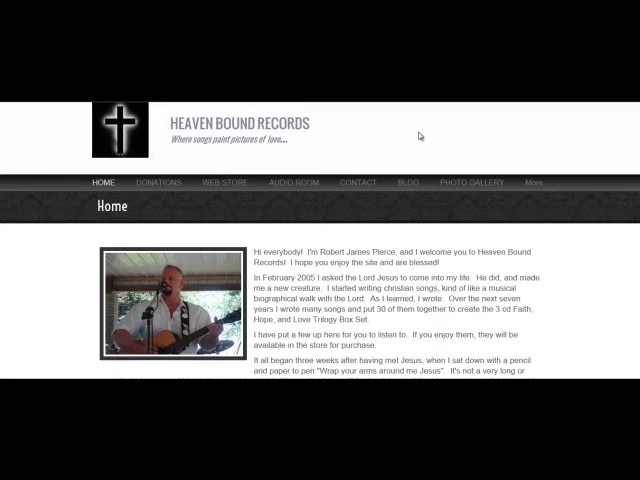 HEAVEN BOUND RECORDS
Where songs paint pictures of love....
HOME DONATIONS WEB STORE AUDIO ROOM CONTACT BLOG PHOTO GALLERY More
Home
Hi everybody! I'm Robert James Pierce, and I welcome you to Heaven Bound
Records! I hope you enjoy the site and are blessed!
In February 2005 I asked the Lord Jesus to come into my life. He did, and made
me a new creature. I started writing christian songs, kind of like a musical
biographical walk with the Lord. As I learned, I wrote. Over the next seven
years I wrote many songs and put 30 of them together to create the 3 cd Faith,
Hope, and Love Trilogy Box Set.
I have put a few up here for you to listen to. If you enjoy them, they will be
available in the store for purchase.
It all began three weeks after having met Jesus, when I sat down with a pencil
and paper to pen "Wrap your arms around me Jesus". It's not a very long or